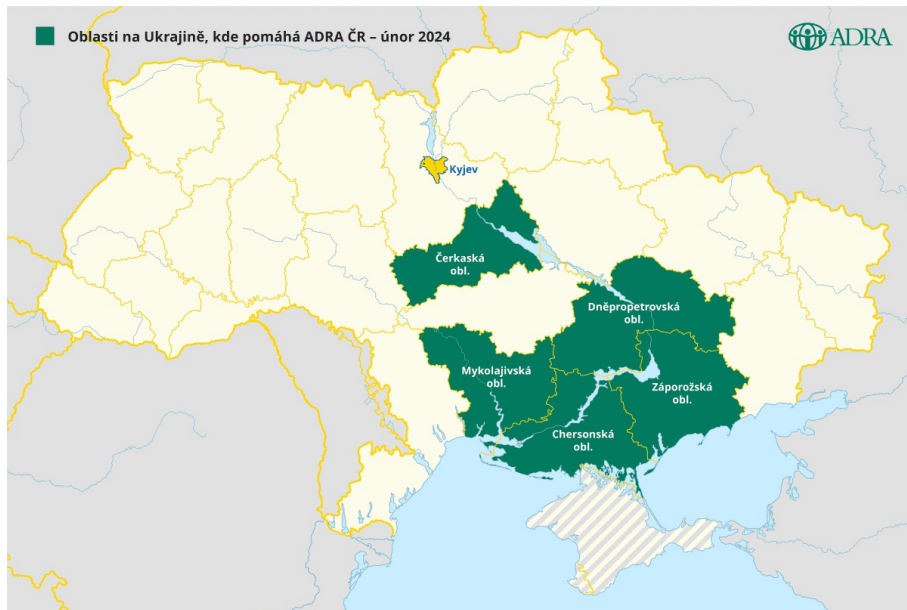 Oblasti na Ukrajině, kde pomáhá ADRA ČR – únor 2024
ADRA
Kyjev
Čerkaská
obl.
Dněpropetrovská
obl.
Mykolajivská
obl.
Záporožská
obl.
Chersonská
obl.